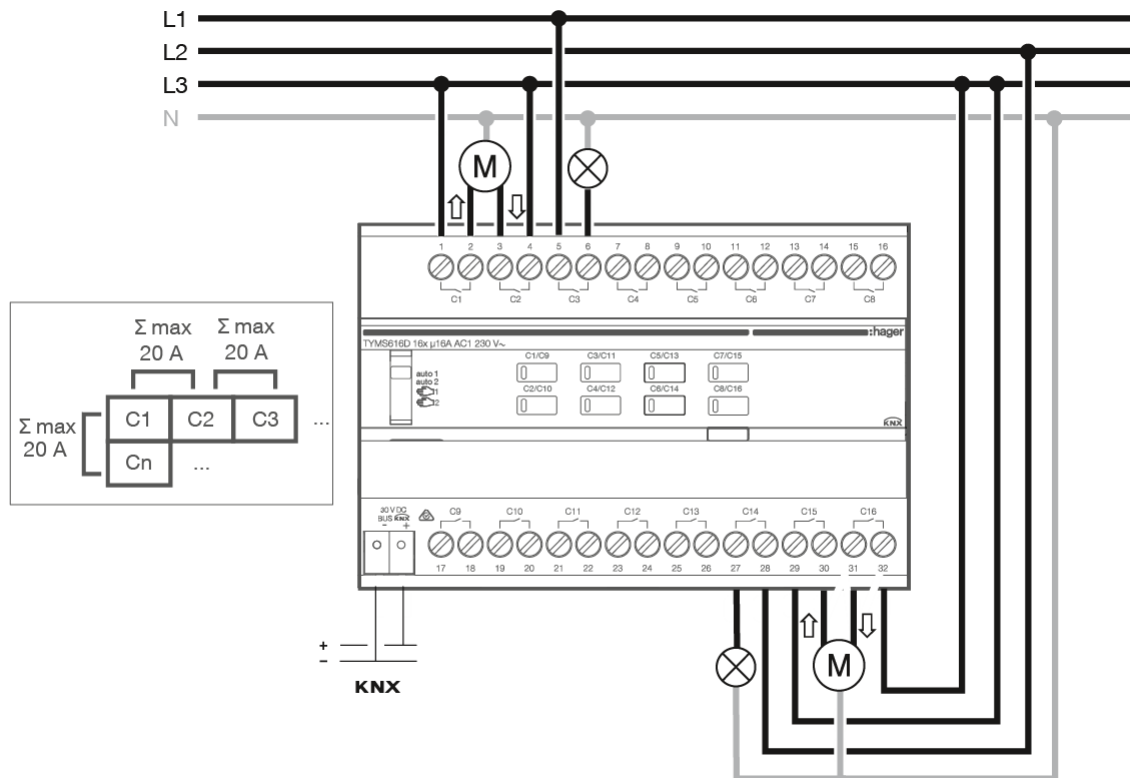 L1
L2
L3
N
M
1 2 3 4 5 6 7 8 9 10 11 12 13 14 15 16
C1 C2 C3 C4 C5 C6 C7 C8
:hager
TYMS616D 16x µ16A AC1 230 V~
C1/C9 C3/C11 C5/C13 C7/C15
auto 1
auto 2
1
2
C2/C10 C4/C12 C6/C14 C8/C16
KNX
Σ max Σ max
20 A 20 A
C1 C2 C3 ...
Σ max
20 A
Cn ...
30 V DC
BUS KNX
- +
C9 C10 C11 C12 C13 C14 C15 C16
17 18 19 20 21 22 23 24 25 26 27 28 29 30 31 32
+
-
KNX
M